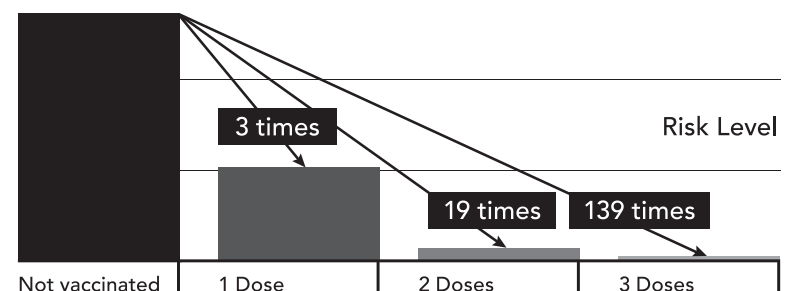 3 times
Risk Level
19 times
139 times
Not vaccinated
1 Dose
2 Doses
3 Doses